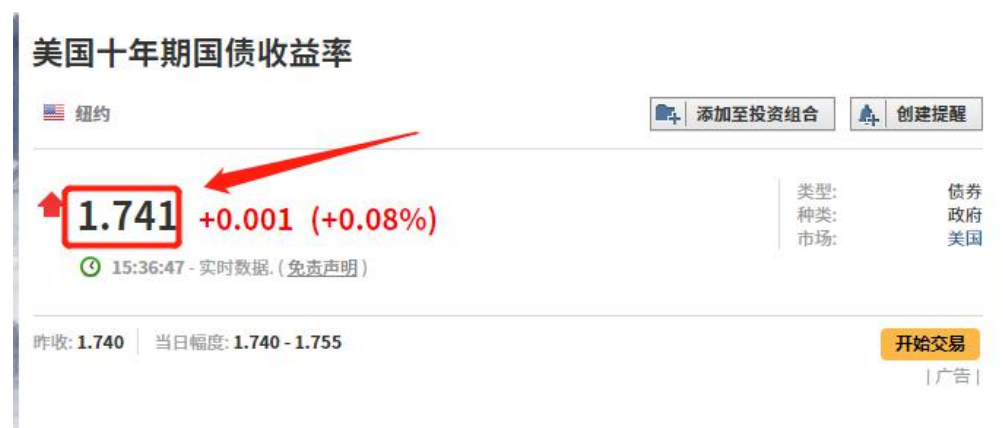 美国十年期国债收益率
纽约
添加至投资组合
创建提醒
1.741 +0.001 (+0.08%)
类型: 债券
种类: 政府
市场: 美国
15:36:47 - 实时数据. ( 免责声明 )
昨收: 1.740 当日幅度: 1.740 - 1.755
开始交易
| 广告 |